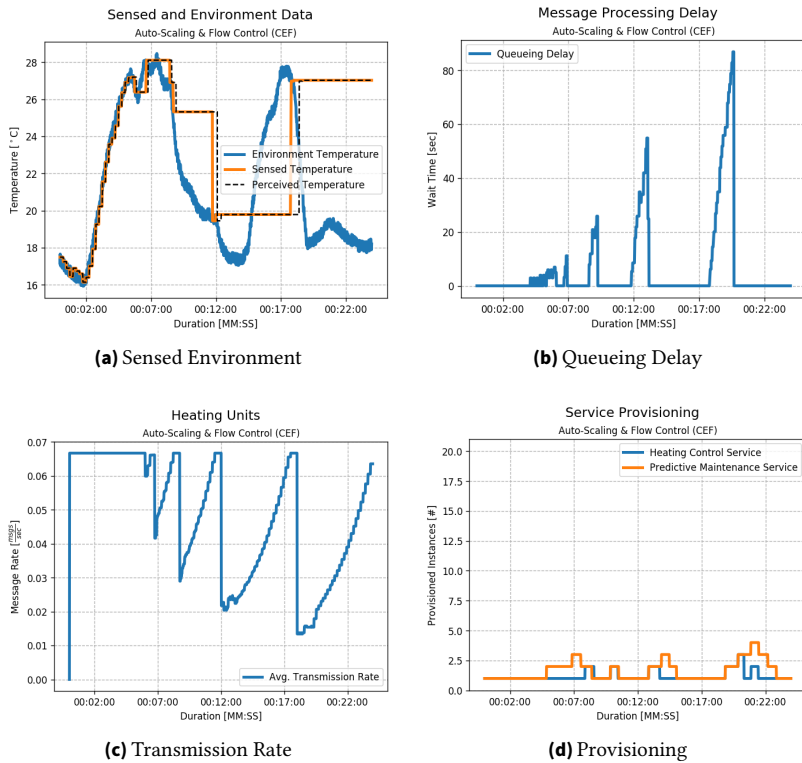 Sensed and Environment Data
Auto-Scaling & Flow Control (CEF)
28
26
24
22
20
18
16
Temperature [°C]
Environment Temperature
Sensed Temperature
Perceived Temperature
00:02:00
00:07:00
00:12:00
00:17:00
00:22:00
Duration [MM:SS]
(a) Sensed Environment
Message Processing Delay
Auto-Scaling & Flow Control (CEF)
Queueing Delay
80
60
40
20
0
Wait Time [sec]
00:02:00
00:07:00
00:12:00
00:17:00
00:22:00
Duration [MM:SS]
(b) Queueing Delay
Heating Units
Auto-Scaling & Flow Control (CEF)
0.07
0.06
0.05
0.04
0.03
0.02
0.01
0.00
Message Rate [msgs/sec]
Avg. Transmission Rate
00:02:00
00:07:00
00:12:00
00:17:00
00:22:00
Duration [MM:SS]
(c) Transmission Rate
Service Provisioning
Auto-Scaling & Flow Control (CEF)
Heating Control Service
Predictive Maintenance Service
20.0
17.5
15.0
12.5
10.0
7.5
5.0
2.5
0.0
Provisioned Instances [#]
00:02:00
00:07:00
00:12:00
00:17:00
00:22:00
Duration [MM:SS]
(d) Provisioning